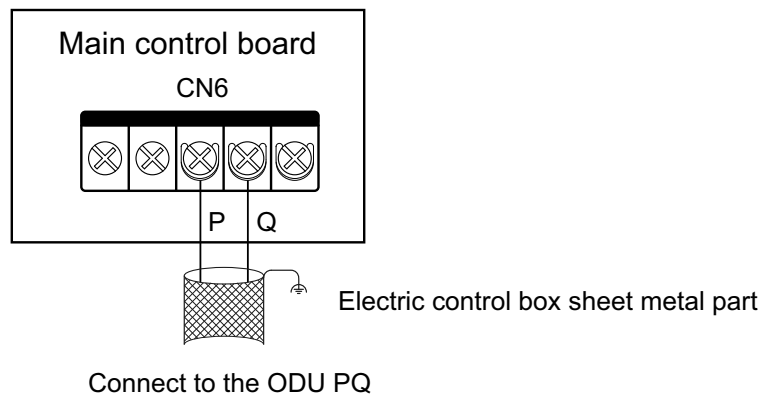 Main control board
CN6
P Q
Electric control box sheet metal part
Connect to the ODU PQ